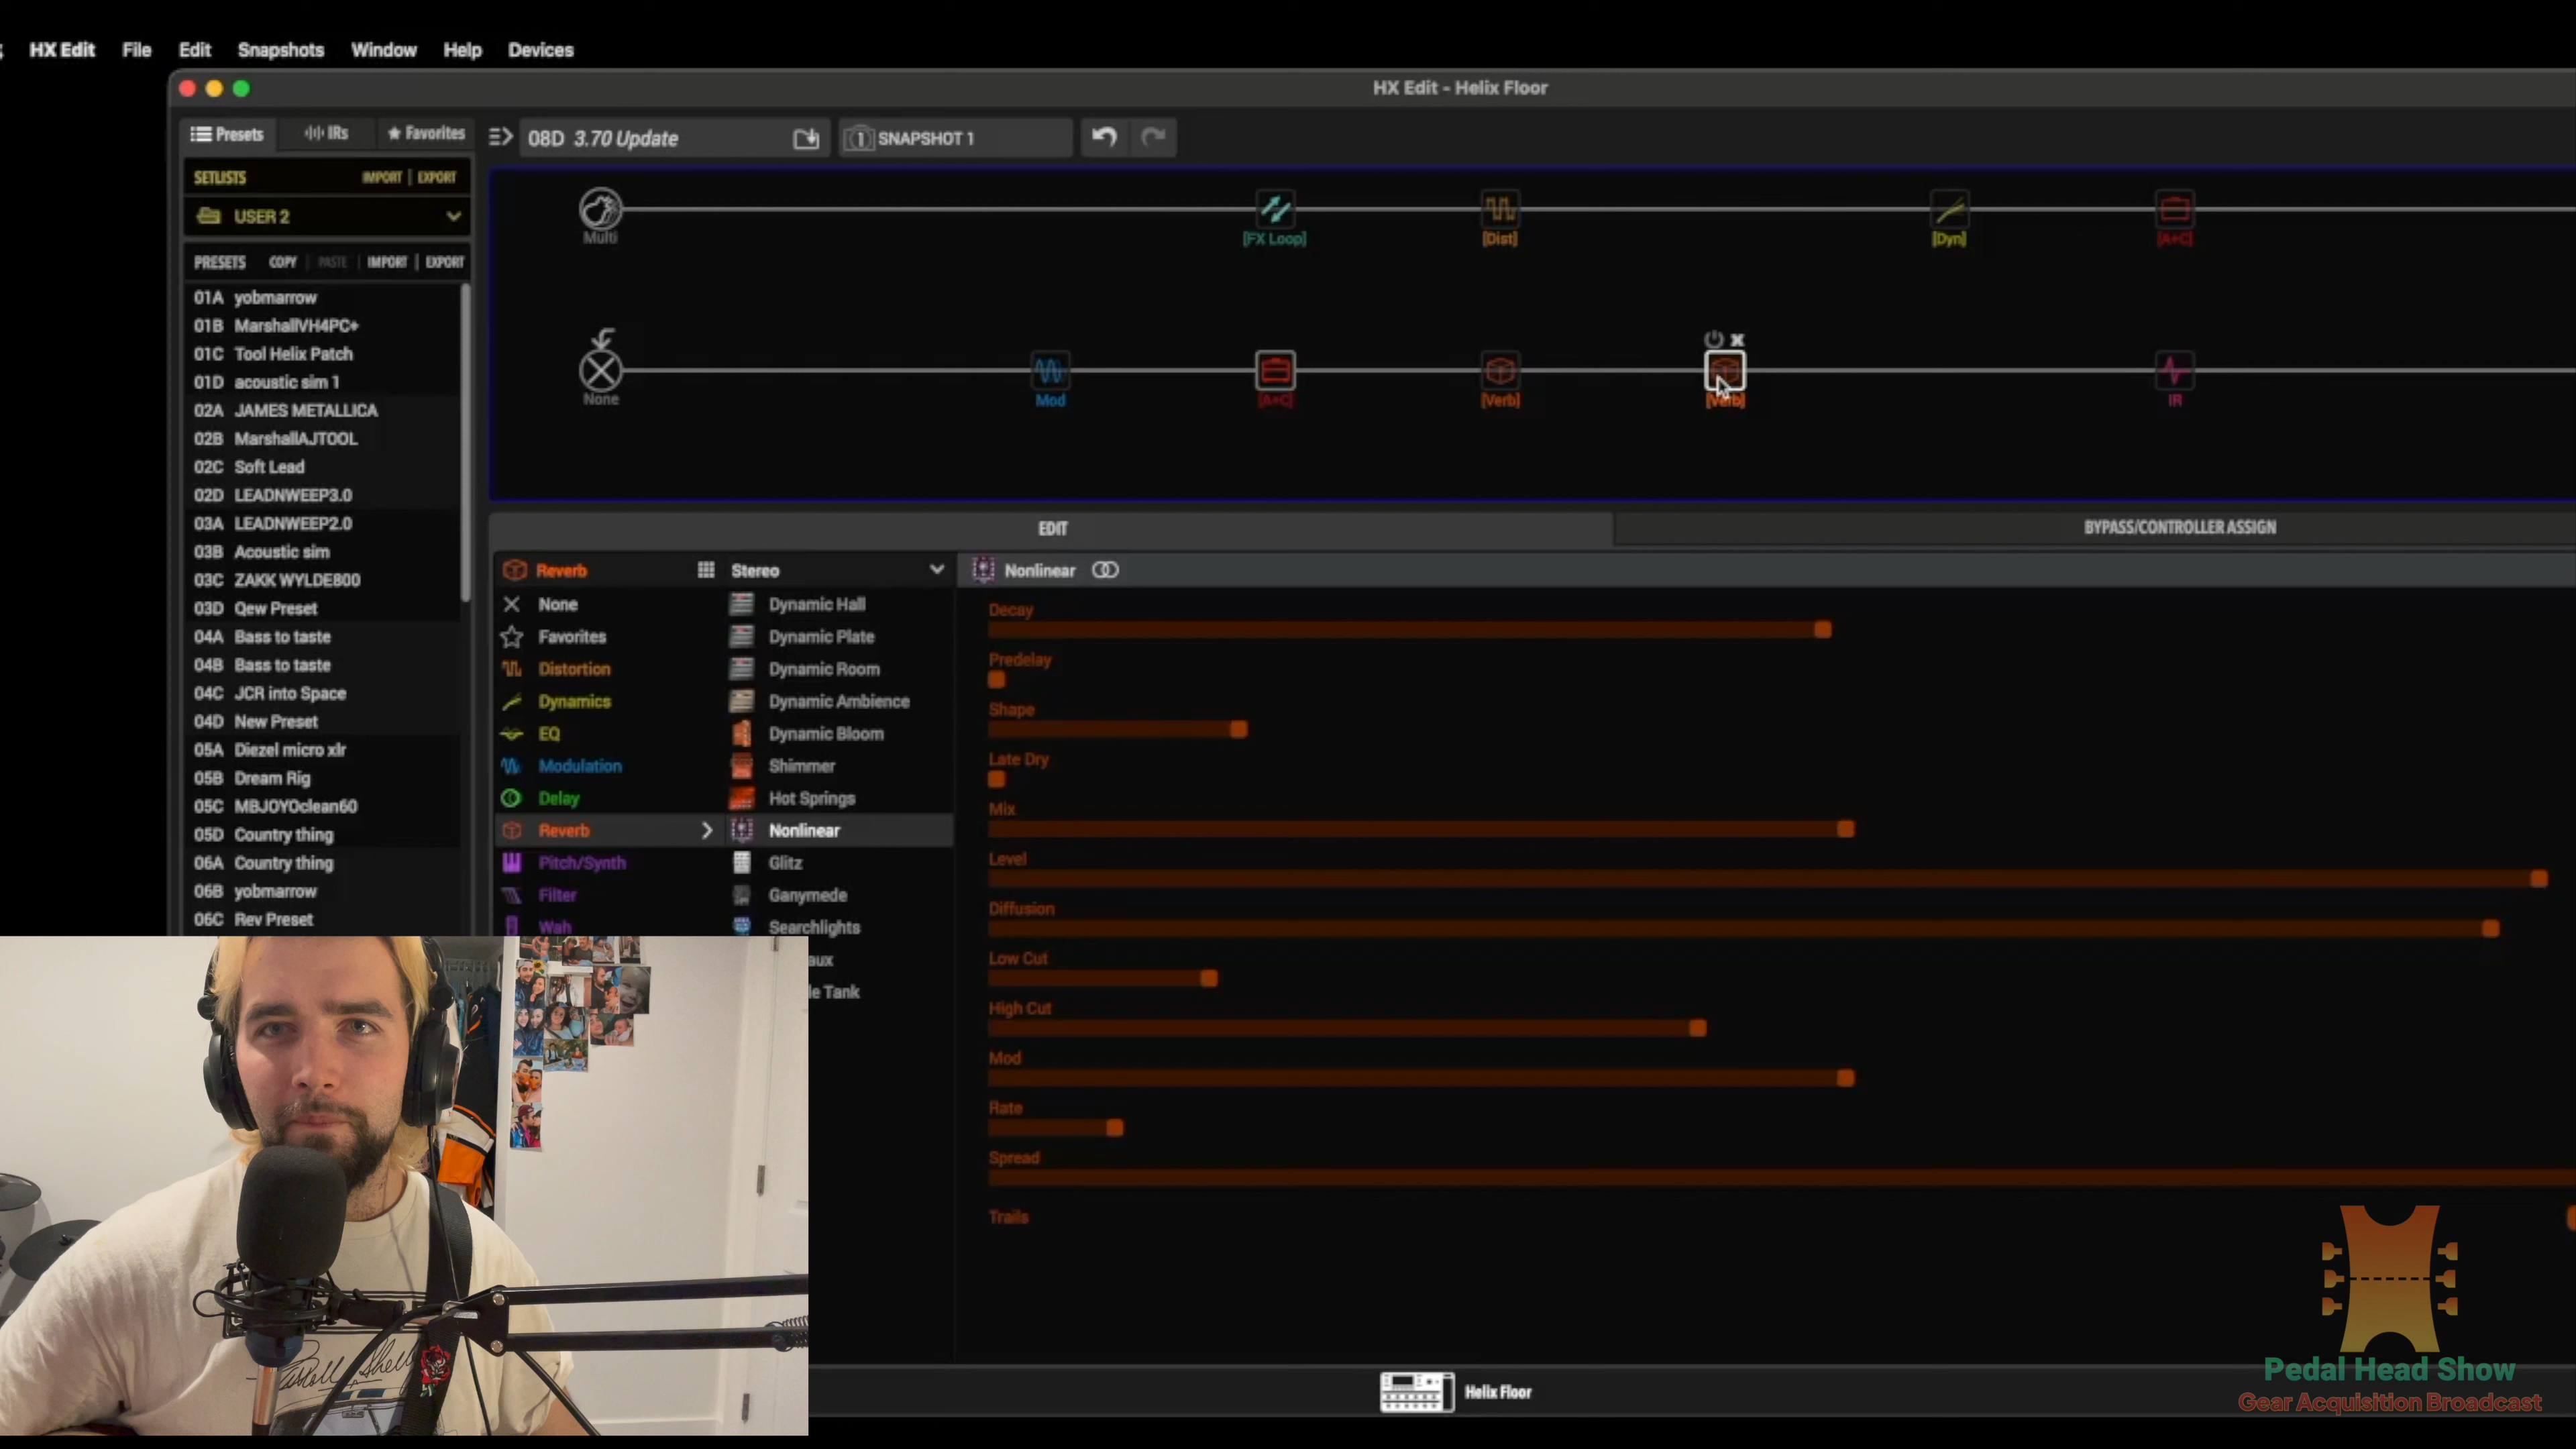 HX Edit File Edit Snapshots Window Help Devices
HX Edit - Helix Floor
Presets IRs Favorites
08D 3.70 Update
1 SNAPSHOT 1
SETLISTS IMPORT | EXPORT
USER 2
PRESETS COPY | PASTE | IMPORT | EXPORT
01A yobmarrow
01B MarshallVH4PC+
01C Tool Helix Patch
01D acoustic sim 1
02A JAMES METALLICA
02B MarshallAJTOOL
02C Soft Lead
02D LEADNWEEP3.0
03A LEADNWEEP2.0
03B Acoustic sim
03C ZAKK WYLDE800
03D Qew Preset
04A Bass to taste
04B Bass to taste
04C JCR into Space
04D New Preset
05A Diezel micro xlr
05B Dream Rig
05C MBJOYOclean60
05D Country thing
06A Country thing
06B yobmarrow
06C Rev Preset
Multi
[FX Loop]
[Dist]
[Dyn]
[A+C]
None
Mod
[A+C]
[Verb]
[Verb]
IR
EDIT
BYPASS/CONTROLLER ASSIGN
Reverb
None
Favorites
Distortion
Dynamics
EQ
Modulation
Delay
Reverb
Pitch/Synth
Filter
Wah
Stereo
Dynamic Hall
Dynamic Plate
Dynamic Room
Dynamic Ambience
Dynamic Bloom
Shimmer
Hot Springs
Nonlinear
Glitz
Ganymede
Searchlights
aux
le Tank
Nonlinear
Decay
Predelay
Shape
Late Dry
Mix
Level
Diffusion
Low Cut
High Cut
Mod
Rate
Spread
Trails
Helix Floor
Pedal Head Show
Gear Acquisition Broadcast